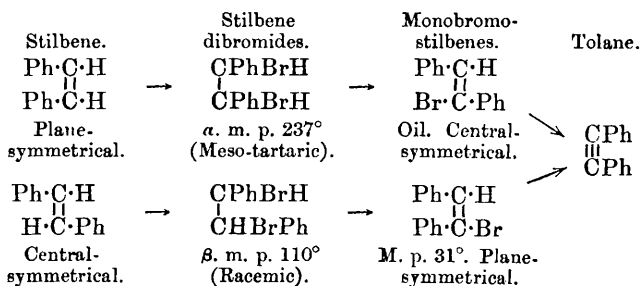 Stilbene. Stilbene dibromides. Monobromo-stilbenes. Tolane.
Ph·C·H CPhBrH Ph·C·H
Ph·C·H CPhBrH Br·C·Ph
Plane-symmetrical. α. m. p. 237° (Meso-tartaric). Oil. Central-symmetrical.
CPh
CPh
Ph·C·H CPhBrH Ph·C·H
H·C·Ph CHBrPh Ph·C·Br
Central-symmetrical. β. m. p. 110° (Racemic). M. p. 31°. Plane-symmetrical.